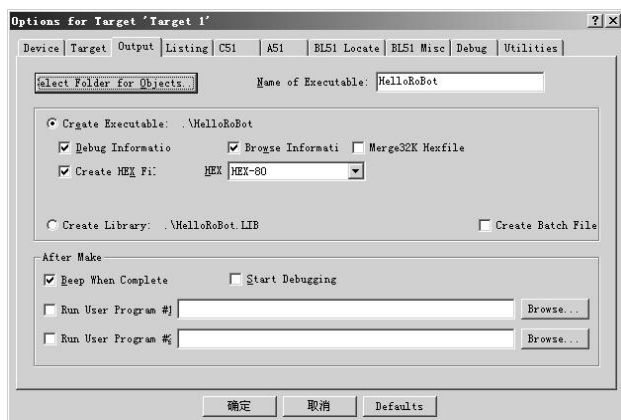 Options for Target 'Target 1'
Device Target Output Listing C51 A51 BL51 Locate BL51 Misc Debug Utilities
elect Folder for Objects.. Name of Executable: HelloRoBot
Create Executable: .\HelloRoBot
Debug Informatio Browse Informati Merge32K Hexfile
Create HEX Fi: HEX HEX-80
Create Library: .\HelloRoBot.LIB Create Batch File
After Make
Beep When Complete Start Debugging
Run User Program #1 Browse...
Run User Program # Browse...
确定 取消 Defaults